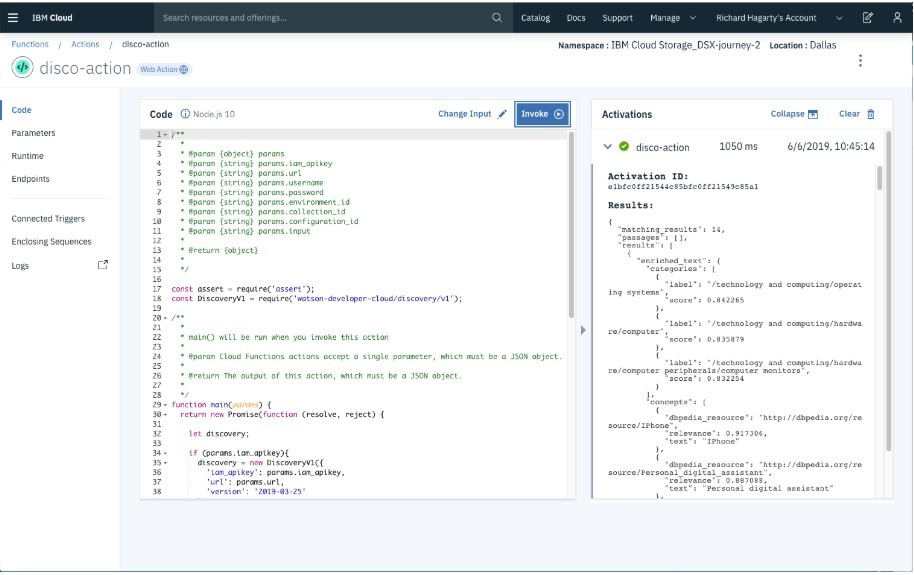 IBM Cloud
Search resources and offerings...
Catalog
Docs
Support
Manage
Richard Hagarty's Account
Functions / Actions / disco-action
Namespace : IBM Cloud Storage_DSX-journey-2 Location : Dallas
disco-action
Web Action
Code
Parameters
Runtime
Endpoints
Connected Triggers
Enclosing Sequences
Logs
Code
Node.js 10
Change Input
Invoke
1 /**
2 *
3 * @param {object} params
4 * @param {string} params.iam_apikey
5 * @param {string} params.url
6 * @param {string} params.username
7 * @param {string} params.password
8 * @param {string} params.environment_id
9 * @param {string} params.collection_id
10 * @param {string} params.configuration_id
11 * @param {string} params.input
12 *
13 * @return {object}
14 *
15 */
16
17 const assert = require('assert');
18 const DiscoveryV1 = require('watson-developer-cloud/discovery/v1');
19
20 /**
21 *
22 * main() will be run when you invoke this action
23 *
24 * @param Cloud Functions actions accept a single parameter, which must be a JSON object.
25 *
26 * @return The output of this action, which must be a JSON object.
27 *
28 */
29 function main(params) {
30 return new Promise(function (resolve, reject) {
31
32 let discovery;
33
34 if (params.iam_apikey){
35 discovery = new DiscoveryV1({
36 'iam_apikey': params.iam_apikey,
37 'url': params.url,
38 'version': '2019-03-25'
Activations
Collapse
Clear
disco-action
1050 ms
6/6/2019, 10:45:14
Activation ID:
e1bfc0ff21544c85bfc0ff21549c85a1
Results:
{
"matching_results": 14,
"passages": [],
"results": [
{
"enriched_text": {
"categories": [
{
"label": "/technology and computing/operat
ing systems",
"score": 0.842265
},
{
"label": "/technology and computing/hardwa
re/computer",
"score": 0.835879
},
{
"label": "/technology and computing/hardwa
re/computer peripherals/computer monitors",
"score": 0.832254
}
],
"concepts": [
{
"dbpedia_resource": "http://dbpedia.org/re
source/IPhone",
"relevance": 0.917306,
"text": "IPhone"
},
{
"dbpedia_resource": "http://dbpedia.org/re
source/Personal_digital_assistant",
"relevance": 0.887088,
"text": "Personal digital assistant"
},